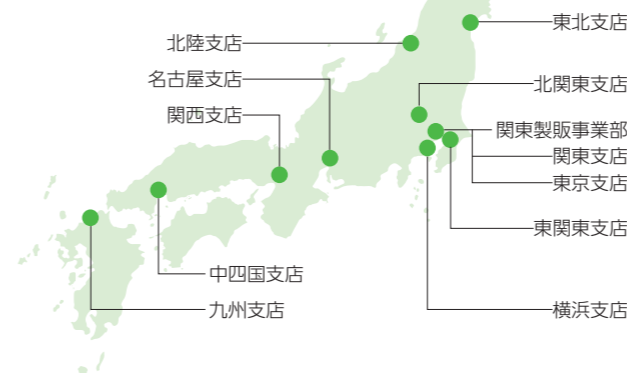 北陸支店
名古屋支店
関西支店
中四国支店
九州支店
東北支店
北関東支店
関東製販事業部
関東支店
東京支店
東関東支店
横浜支店